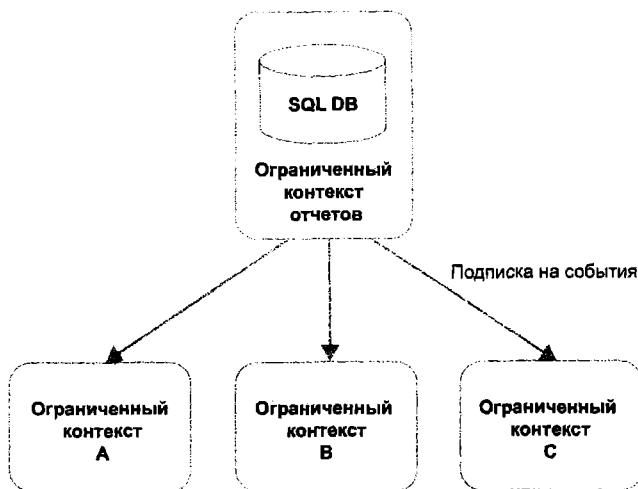 SQL DB
Ограниченный
контекст
отчетов
Подписка на события
Ограниченный
контекст
A
Ограниченный
контекст
B
Ограниченный
контекст
C